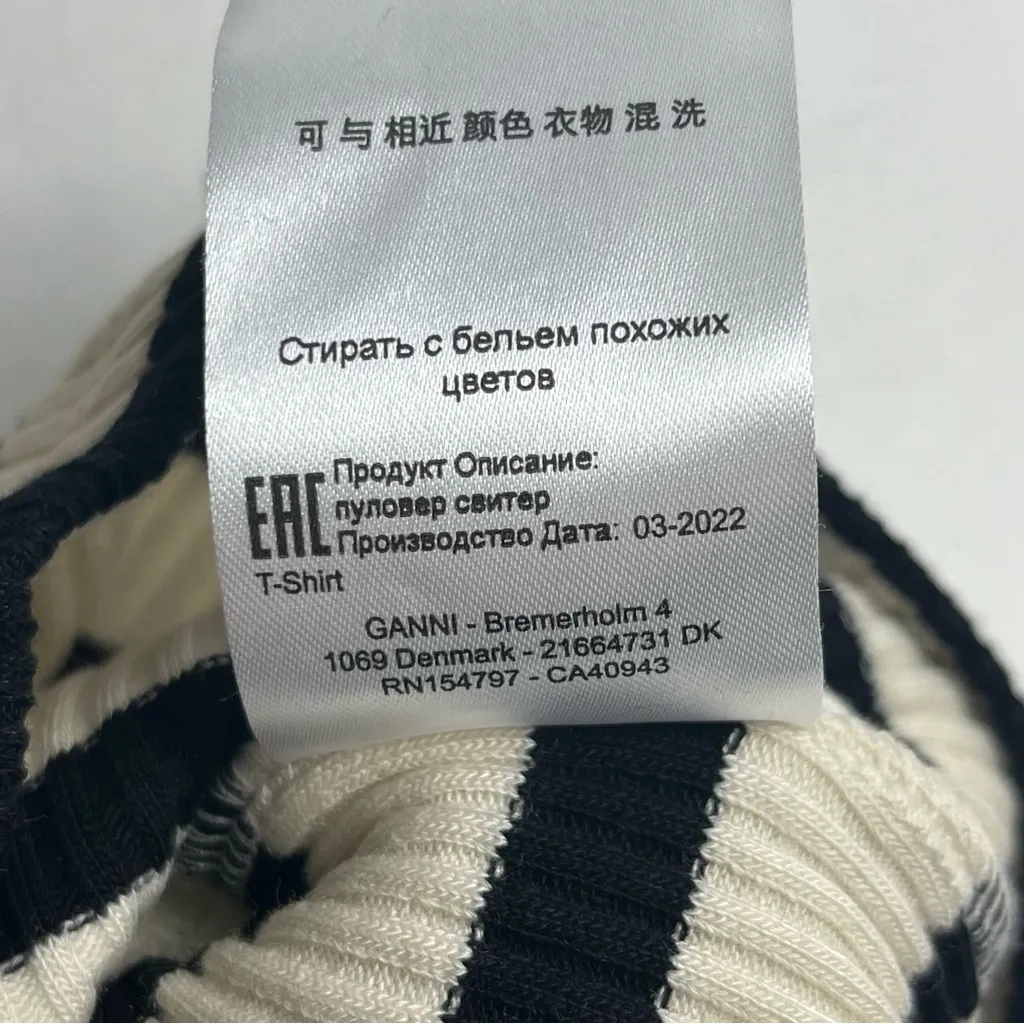 可与相近颜色衣物混洗
Стирать с бельем похожих
цветов
EAC Продукт Описание:
пуловер свитер
Производство Дата: 03-2022
T-Shirt
GANNI - Bremerholm 4
1069 Denmark - 21664731 DK
RN154797 - CA40943